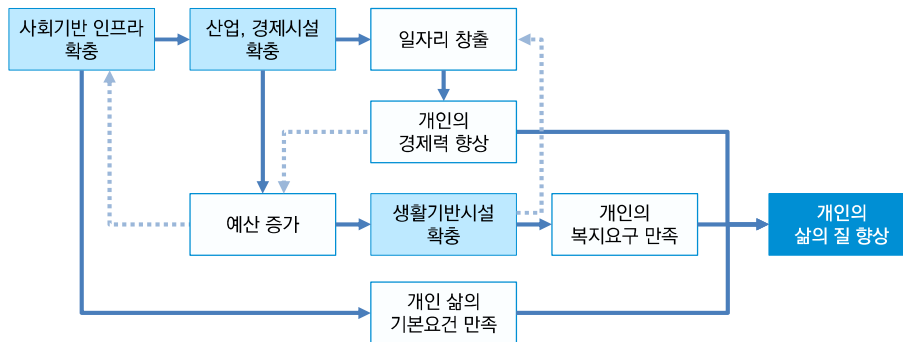 사회기반 인프라
확충
산업, 경제시설
확충
일자리 창출
개인의
경제력 향상
예산 증가
생활기반시설
확충
개인의
복지요구 만족
개인의
삶의 질 향상
개인 삶의
기본요건 만족